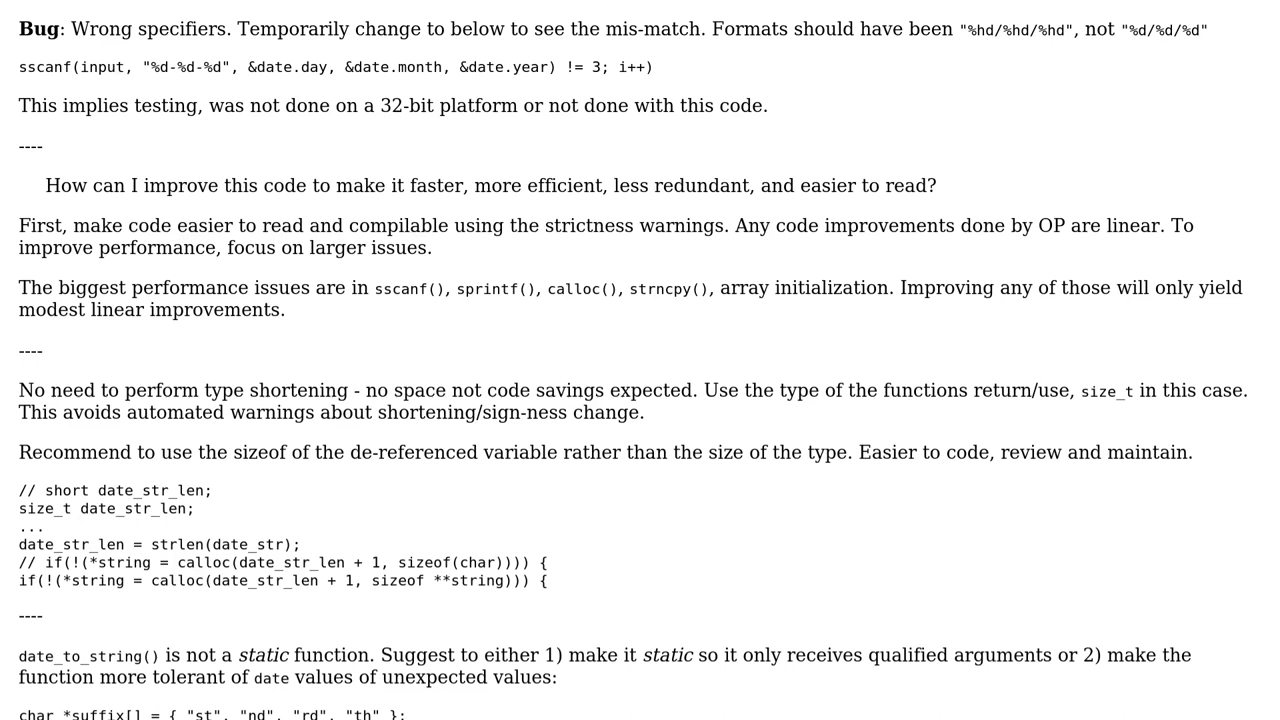 Bug: Wrong specifiers. Temporarily change to below to see the mis-match. Formats should have been "%hd/%hd/%hd", not "%d/%d/%d"
sscanf(input, "%d-%d-%d", &date.day, &date.month, &date.year) != 3; i++)
This implies testing, was not done on a 32-bit platform or not done with this code.
----
How can I improve this code to make it faster, more efficient, less redundant, and easier to read?
First, make code easier to read and compilable using the strictness warnings. Any code improvements done by OP are linear. To
improve performance, focus on larger issues.
The biggest performance issues are in sscanf(), sprintf(), calloc(), strncpy(), array initialization. Improving any of those will only yield
modest linear improvements.
----
No need to perform type shortening - no space not code savings expected. Use the type of the functions return/use, size_t in this case.
This avoids automated warnings about shortening/sign-ness change.
Recommend to use the sizeof of the de-referenced variable rather than the size of the type. Easier to code, review and maintain.
// short date_str_len;
size_t date_str_len;
...
date_str_len = strlen(date_str);
// if(!(*string = calloc(date_str_len + 1, sizeof(char)))) {
if(!(*string = calloc(date_str_len + 1, sizeof **string))) {
----
date_to_string() is not a static function. Suggest to either 1) make it static so it only receives qualified arguments or 2) make the
function more tolerant of date values of unexpected values:
char *suffix[] = { "st", "nd", "rd", "th" };